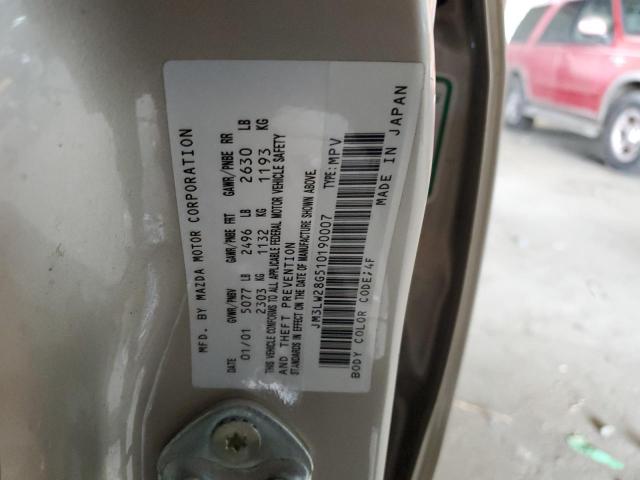 MFD. BY MAZDA MOTOR CORPORATION
DATE GVWR/PNBV GAWR/PNBE FRT GAWR/PNBE RR
01/01 5077 LB 2496 LB 2630 LB
2303 KG 1132 KG 1193 KG
THIS VEHICLE CONFORMS TO ALL APPLICABLE FEDERAL MOTOR VEHICLE SAFETY
AND THEFT PREVENTION
STANDARDS IN EFFECT ON THE DATE OF MANUFACTURE SHOWN ABOVE.
JM3LW28G510190007 TYPE:MPV
BODY COLOR CODE:4F MADE IN JAPAN